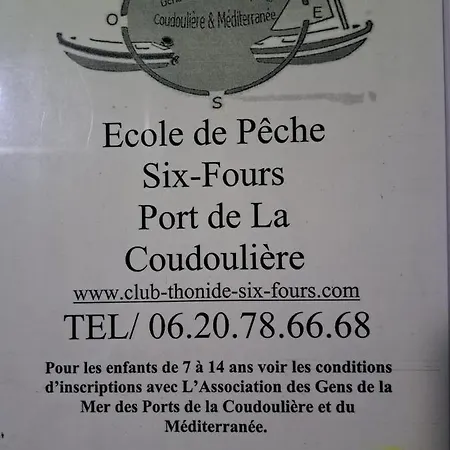 Coudoulière & Méditerranée
O
E
S
Ecole de Pêche
Six-Fours
Port de La
Coudoulière
www.club-thonide-six-fours.com
TEL/ 06.20.78.66.68
Pour les enfants de 7 à 14 ans voir les conditions
d'inscriptions avec L'Association des Gens de la
Mer des Ports de la Coudoulière et du
Méditerranée.